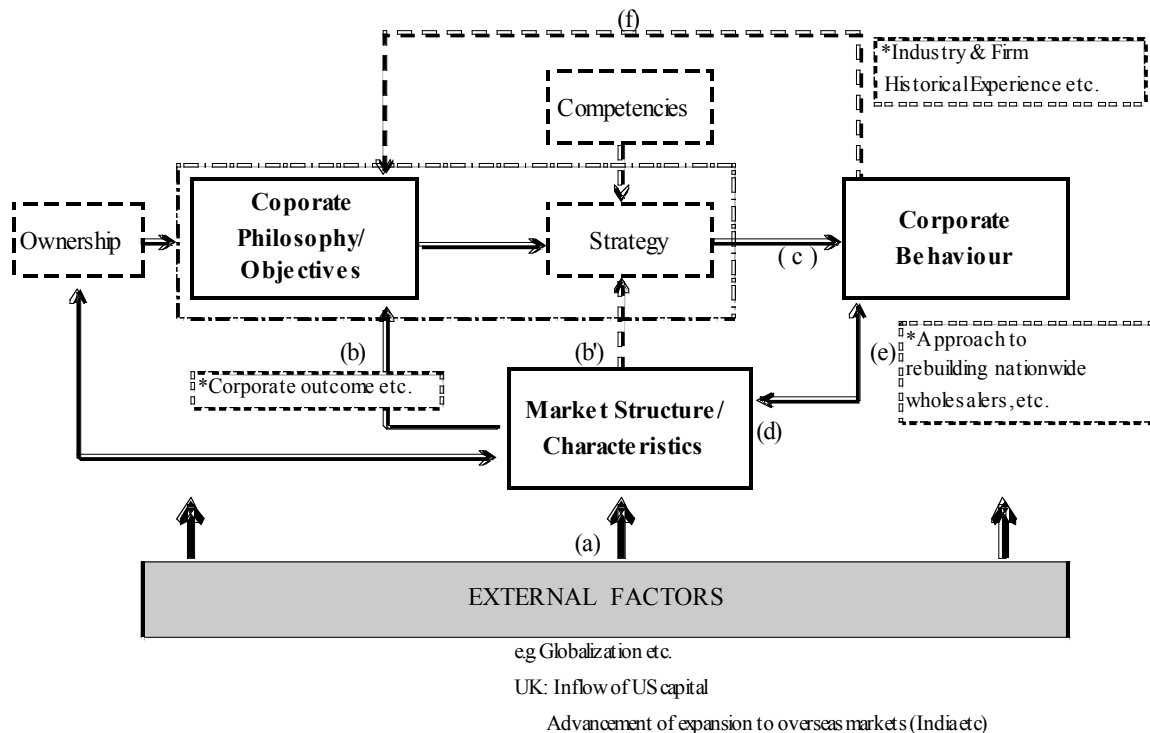 (f)
*Industry & Firm
Historical Experience etc.
Competencies
Ownership
Coporate
Philosophy/
Objectives
Strategy
( c )
Corporate
Behaviour
(b)
(b')
(e)
*Approach to
rebuilding nationwide
wholesalers, etc.
*Corporate outcome etc.
Market Structure/
Characteristics
(d)
(a)
EXTERNAL FACTORS
e.g Globalization etc.
UK: Inflow of US capital
Advancement of expansion to overseas markets (India etc)